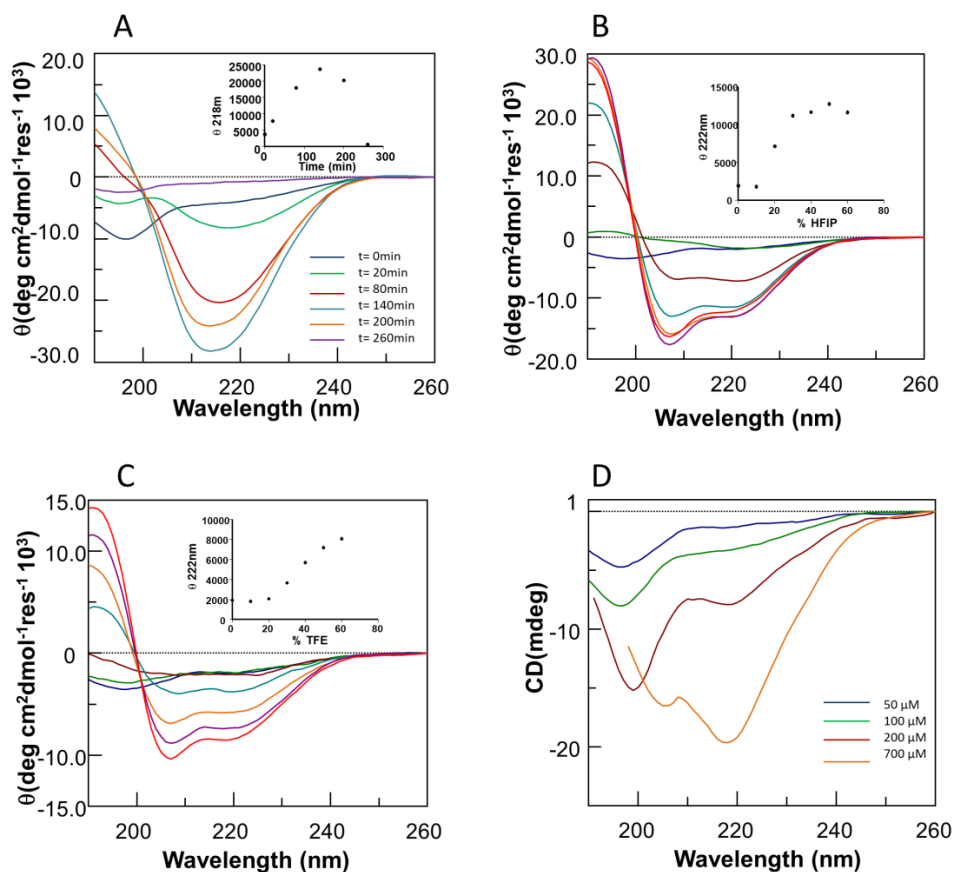 A
θ(deg cm²dmol⁻¹res⁻¹ 10³)
20.0
10.0
0
-10.0
-20.0
-30.0
200
220
240
260
Wavelength (nm)
θ 218m
25000
20000
15000
10000
5000
0
0
100
200
300
Time (min)
t= 0min
t= 20min
t= 80min
t= 140min
t= 200min
t= 260min
B
θ(deg cm²dmol⁻¹res⁻¹ 10³)
30.0
20.0
10.0
0
-10.0
-20.0
200
220
240
260
Wavelength (nm)
θ 222nm
15000
10000
5000
0
0
20
40
60
80
% HFIP
C
θ(deg cm²dmol⁻¹res⁻¹ 10³)
15.0
10.0
0
-10.0
-15.0
200
220
240
260
Wavelength (nm)
θ 222nm
10000
8000
6000
4000
2000
0
0
20
40
60
80
% TFE
D
CD(mdeg)
1
-10
-20
200
220
240
260
Wavelength (nm)
50 µM
100 µM
200 µM
700 µM